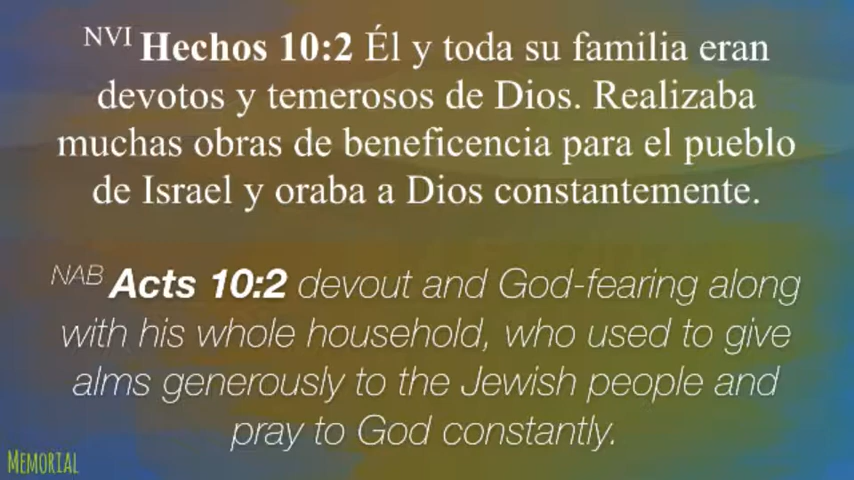 NVI Hechos 10:2 Él y toda su familia eran
devotos y temerosos de Dios. Realizaba
muchas obras de beneficencia para el pueblo
de Israel y oraba a Dios constantemente.
NAB Acts 10:2 devout and God-fearing along
with his whole household, who used to give
alms generously to the Jewish people and
pray to God constantly.
Memorial